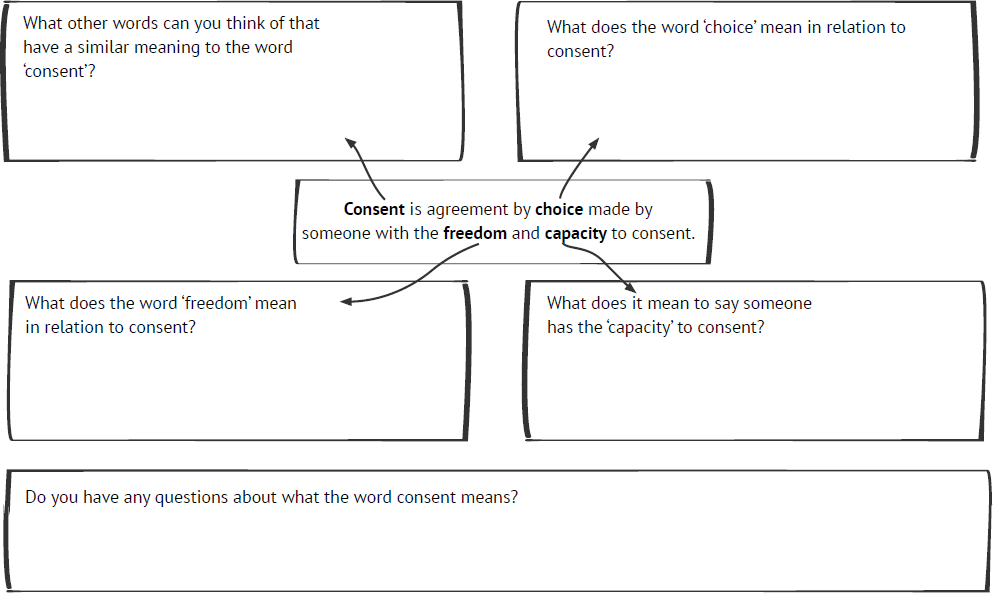 What other words can you think of that
have a similar meaning to the word
‘consent’?
What does the word ‘choice’ mean in relation to
consent?
Consent is agreement by choice made by
someone with the freedom and capacity to consent.
What does the word ‘freedom’ mean
in relation to consent?
What does it mean to say someone
has the ‘capacity’ to consent?
Do you have any questions about what the word consent means?